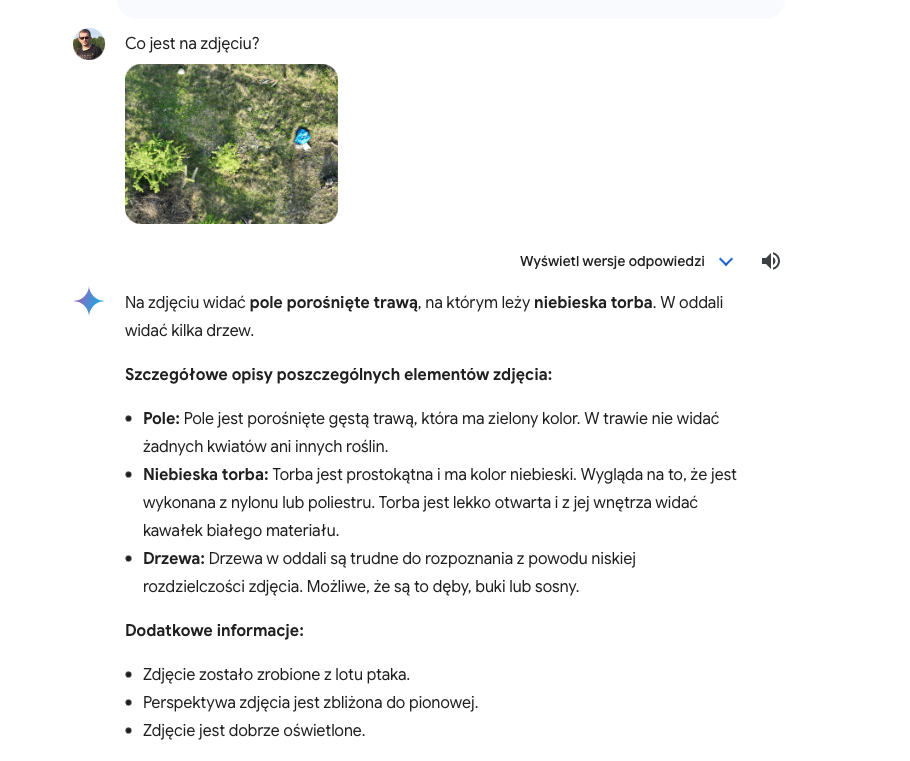 Co jest na zdjęciu?
Wyświetl wersje odpowiedzi
Na zdjęciu widać pole porośnięte trawą, na którym leży niebieska torba. W oddali
widać kilka drzew.
Szczegółowe opisy poszczególnych elementów zdjęcia:
• Pole: Pole jest porośnięte gęstą trawą, która ma zielony kolor. W trawie nie widać
żadnych kwiatów ani innych roślin.
• Niebieska torba: Torba jest prostokątna i ma kolor niebieski. Wygląda na to, że jest
wykonana z nylonu lub poliestru. Torba jest lekko otwarta i z jej wnętrza widać
kawałek białego materiału.
• Drzewa: Drzewa w oddali są trudne do rozpoznania z powodu niskiej
rozdzielczości zdjęcia. Możliwe, że są to dęby, buki lub sosny.
Dodatkowe informacje:
• Zdjęcie zostało zrobione z lotu ptaka.
• Perspektywa zdjęcia jest zbliżona do pionowej.
• Zdjęcie jest dobrze oświetlone.